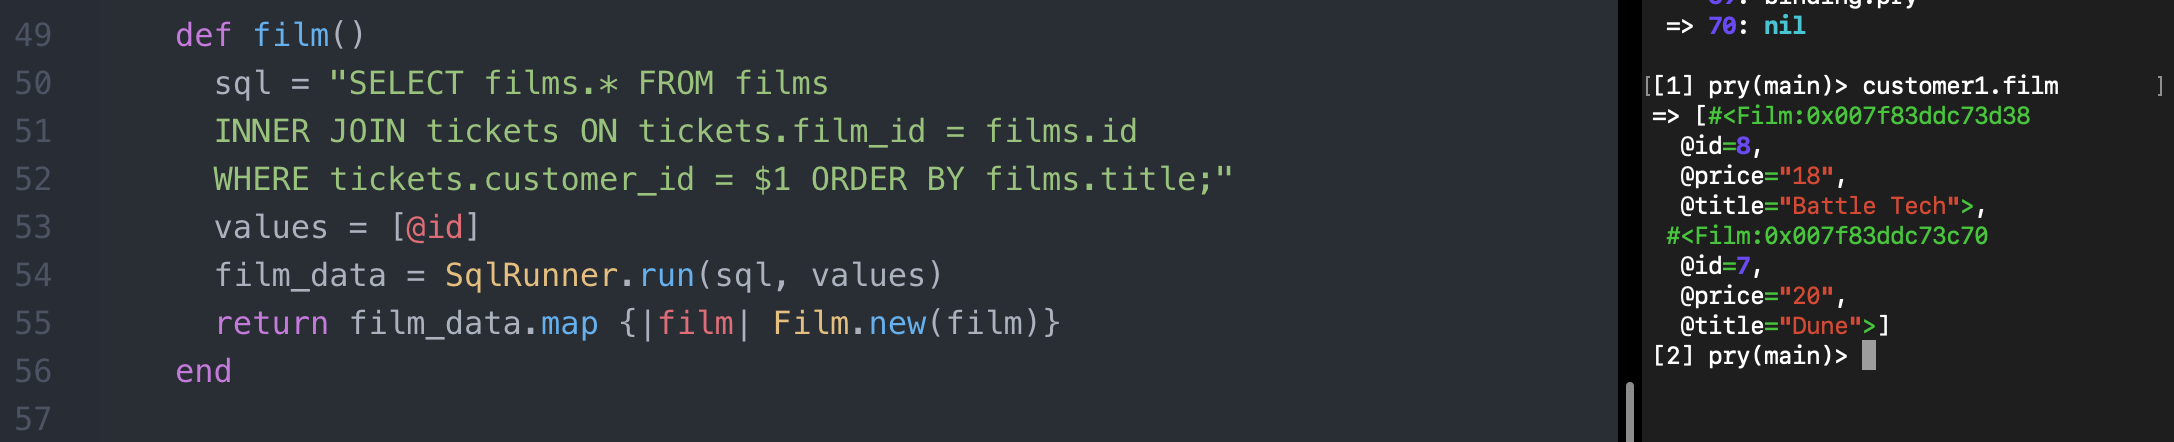 49 def film()
50 sql = "SELECT films.* FROM films
51 INNER JOIN tickets ON tickets.film_id = films.id
52 WHERE tickets.customer_id = $1 ORDER BY films.title;"
53 values = [@id]
54 film_data = SqlRunner.run(sql, values)
55 return film_data.map {|film| Film.new(film)}
56 end
57
binding.pry
=> 70: nil
[[1] pry(main)> customer1.film ]
=> [#<Film:0x007f83ddc73d38
@id=8,
@price="18",
@title="Battle Tech">,
#<Film:0x007f83ddc73c70
@id=7,
@price="20",
@title="Dune">]
[2] pry(main)>